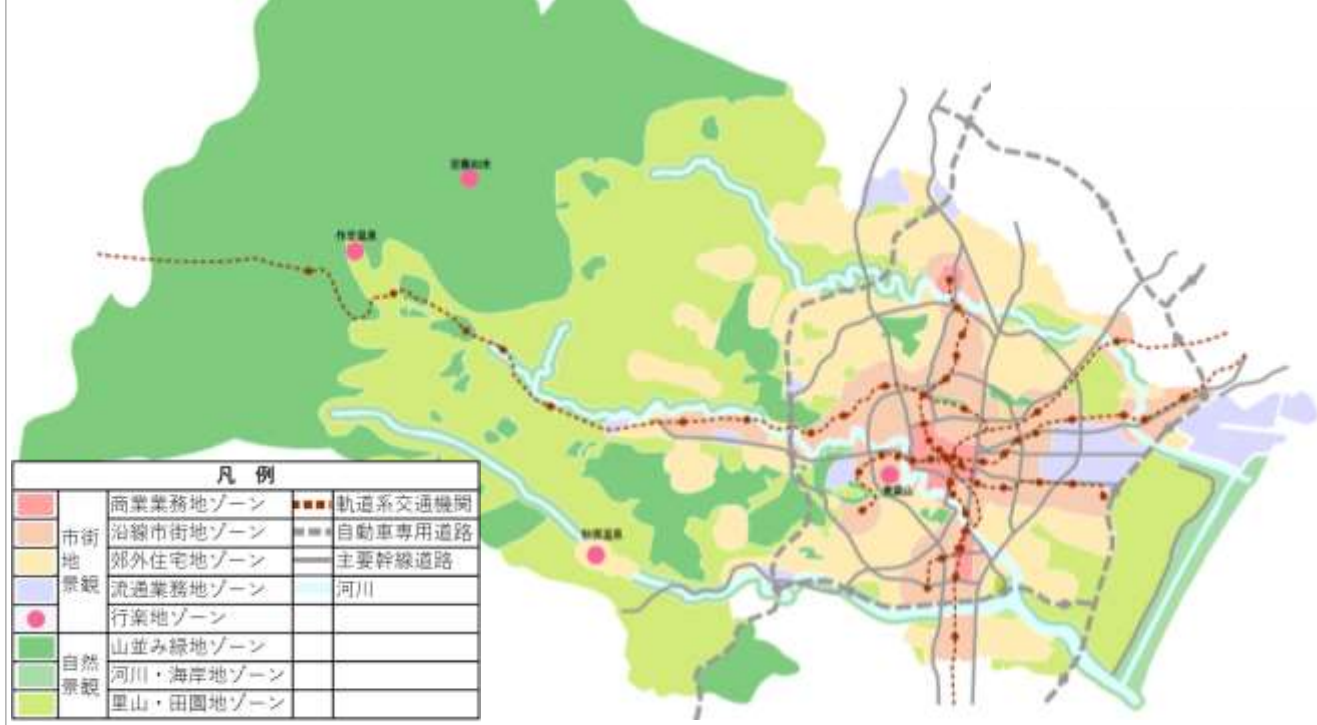 作並温泉
秋保温泉
凡 例
市街地景観
商業業務地ゾーン
軌道系交通機関
沿線市街地ゾーン
自動車専用道路
郊外住宅地ゾーン
主要幹線道路
流通業務地ゾーン
河川
行楽地ゾーン
自然景観
山並み緑地ゾーン
河川・海岸地ゾーン
里山・田園地ゾーン